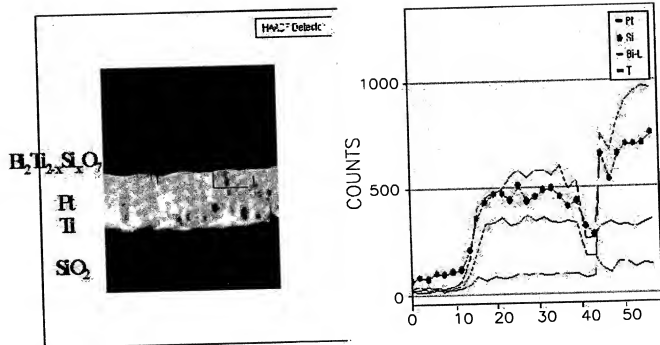 HAADF Detector
Bi₂Ti₂₋ₓSiₓO₇
Pt
Ti
SiO₂
Pt
Si
Bi-L
T
COUNTS
1000
500
0
0
10
20
30
40
50